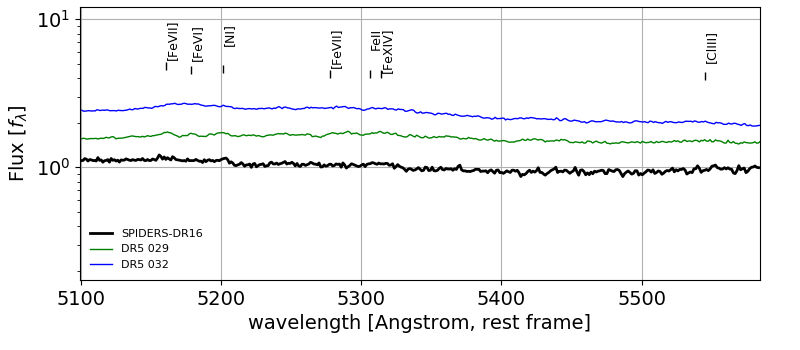 10¹
[FeVII]
[FeVI]
[NI]
[FeVII]
FeII
[FeXIV]
[ClIII]
Flux [fλ]
10⁰
SPIDERS-DR16
DR5 029
DR5 032
5100 5200 5300 5400 5500
wavelength [Angstrom, rest frame]